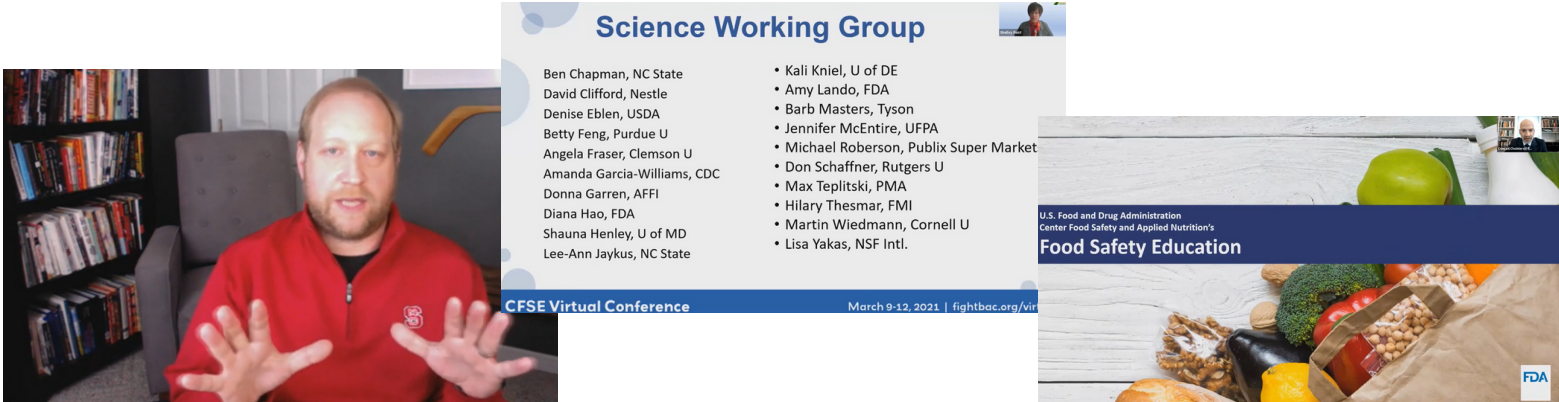 Science Working Group
Ben Chapman, NC State
David Clifford, Nestle
Denise Eblen, USDA
Betty Feng, Purdue U
Angela Fraser, Clemson U
Amanda Garcia-Williams, CDC
Donna Garren, AFFI
Diana Hao, FDA
Shauna Henley, U of MD
Lee-Ann Jaykus, NC State
• Kali Kniel, U of DE
• Amy Lando, FDA
• Barb Masters, Tyson
• Jennifer McEntire, UFPA
• Michael Roberson, Publix Super Market
• Don Schaffner, Rutgers U
• Max Teplitski, PMA
• Hilary Thesmar, FMI
• Martin Wiedmann, Cornell U
• Lisa Yakas, NSF Intl.
CFSE Virtual Conference
March 9-12, 2021 | fightbac.org/vir
U.S. Food and Drug Administration
Center Food Safety and Applied Nutrition's
Food Safety Education
FDA